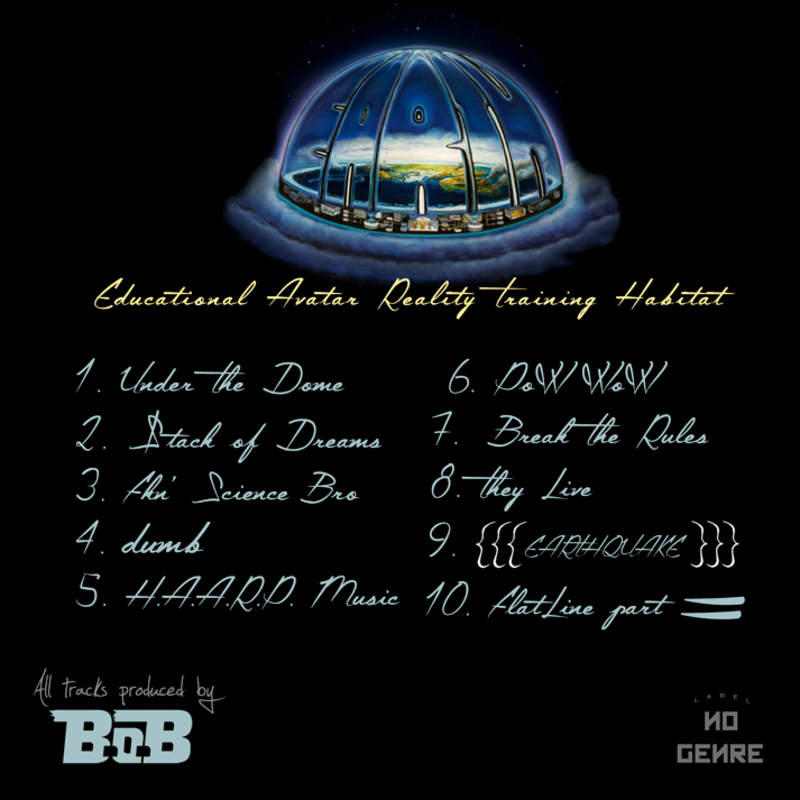 Educational Avatar Reality Training Habitat
1. Under the Dome
2. $tack of Dreams
3. fkn' Science Bro
4. dumb
5. H.A.A.R.P. Music
6. PoW WoW
7. Break the Rules
8. they Live
9. {{{ EARTHQUAKE }}}
10. flatLine part =
All tracks produced by
B.o.B
LABEL
NO
GENRE